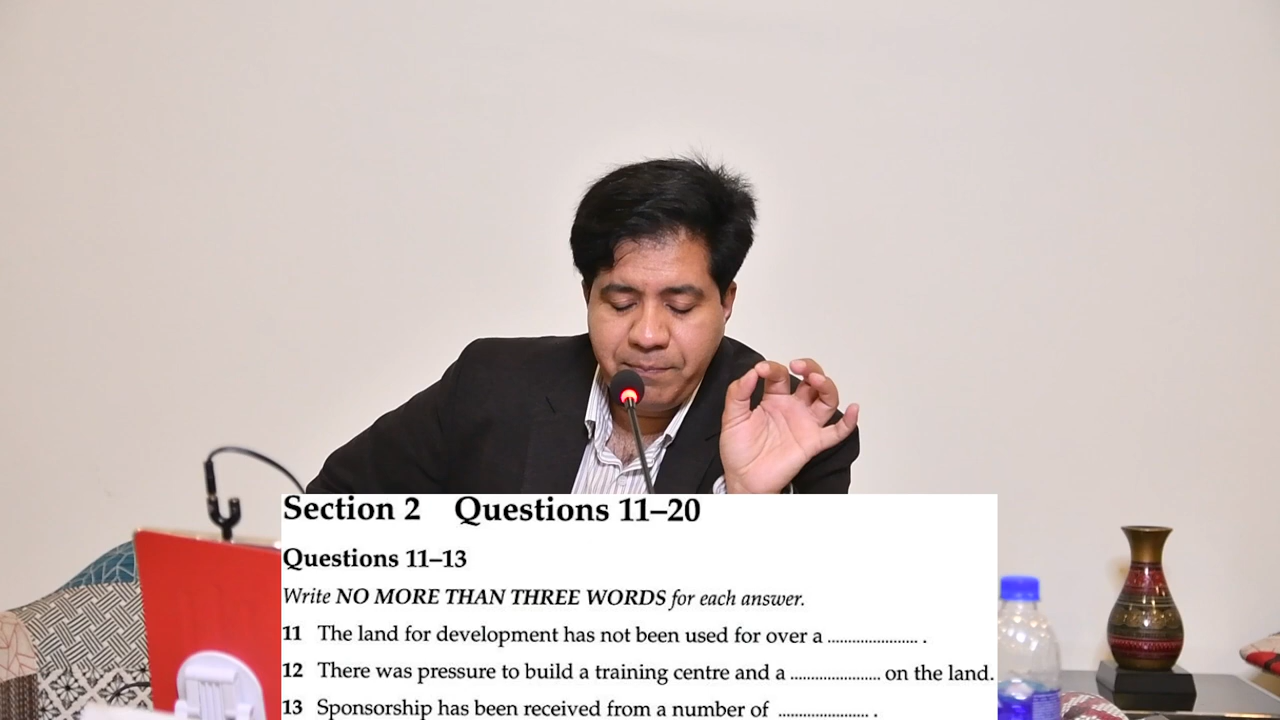 Section 2 Questions 11–20
Questions 11–13
Write NO MORE THAN THREE WORDS for each answer.
11 The land for development has not been used for over a ...................... .
12 There was pressure to build a training centre and a ...................... on the land.
13 Sponsorship has been received from a number of ...................... .